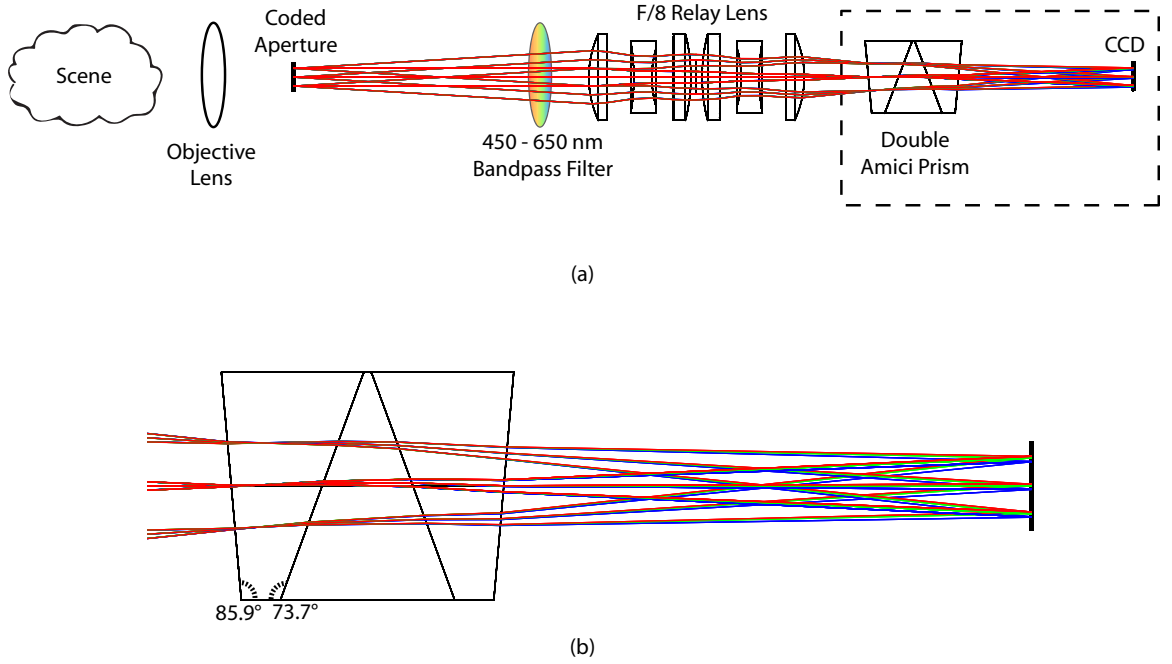 Scene
Objective
Lens
Coded
Aperture
450 - 650 nm
Bandpass Filter
F/8 Relay Lens
Double
Amici Prism
CCD
(a)
85.9° 73.7°
(b)